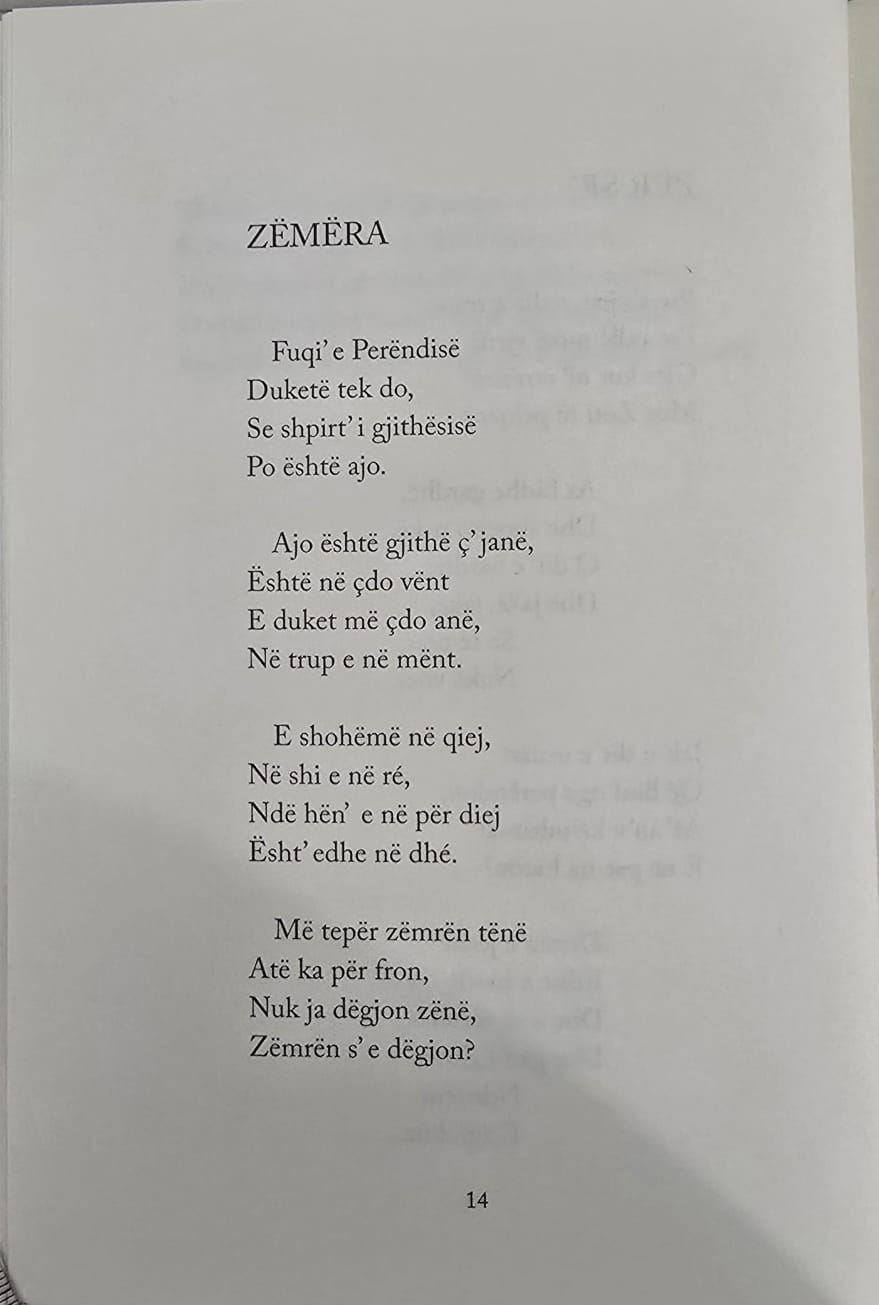 ZËMËRA
Fuqi’ e Perëndisë
Duketë tek do,
Se shpirt’ i gjithësisë
Po është ajo.
Ajo është gjithë ç’ janë,
Është në çdo vënt
E duket më çdo anë,
Në trup e në mënt.
E shohëmë në qiej,
Në shi e në ré,
Ndë hën’ e në për diej
Ësht’ edhe në dhé.
Më tepër zëmrën tënë
Atë ka për fron,
Nuk ja dëgjon zënë,
Zëmrën s’ e dëgjon?
14